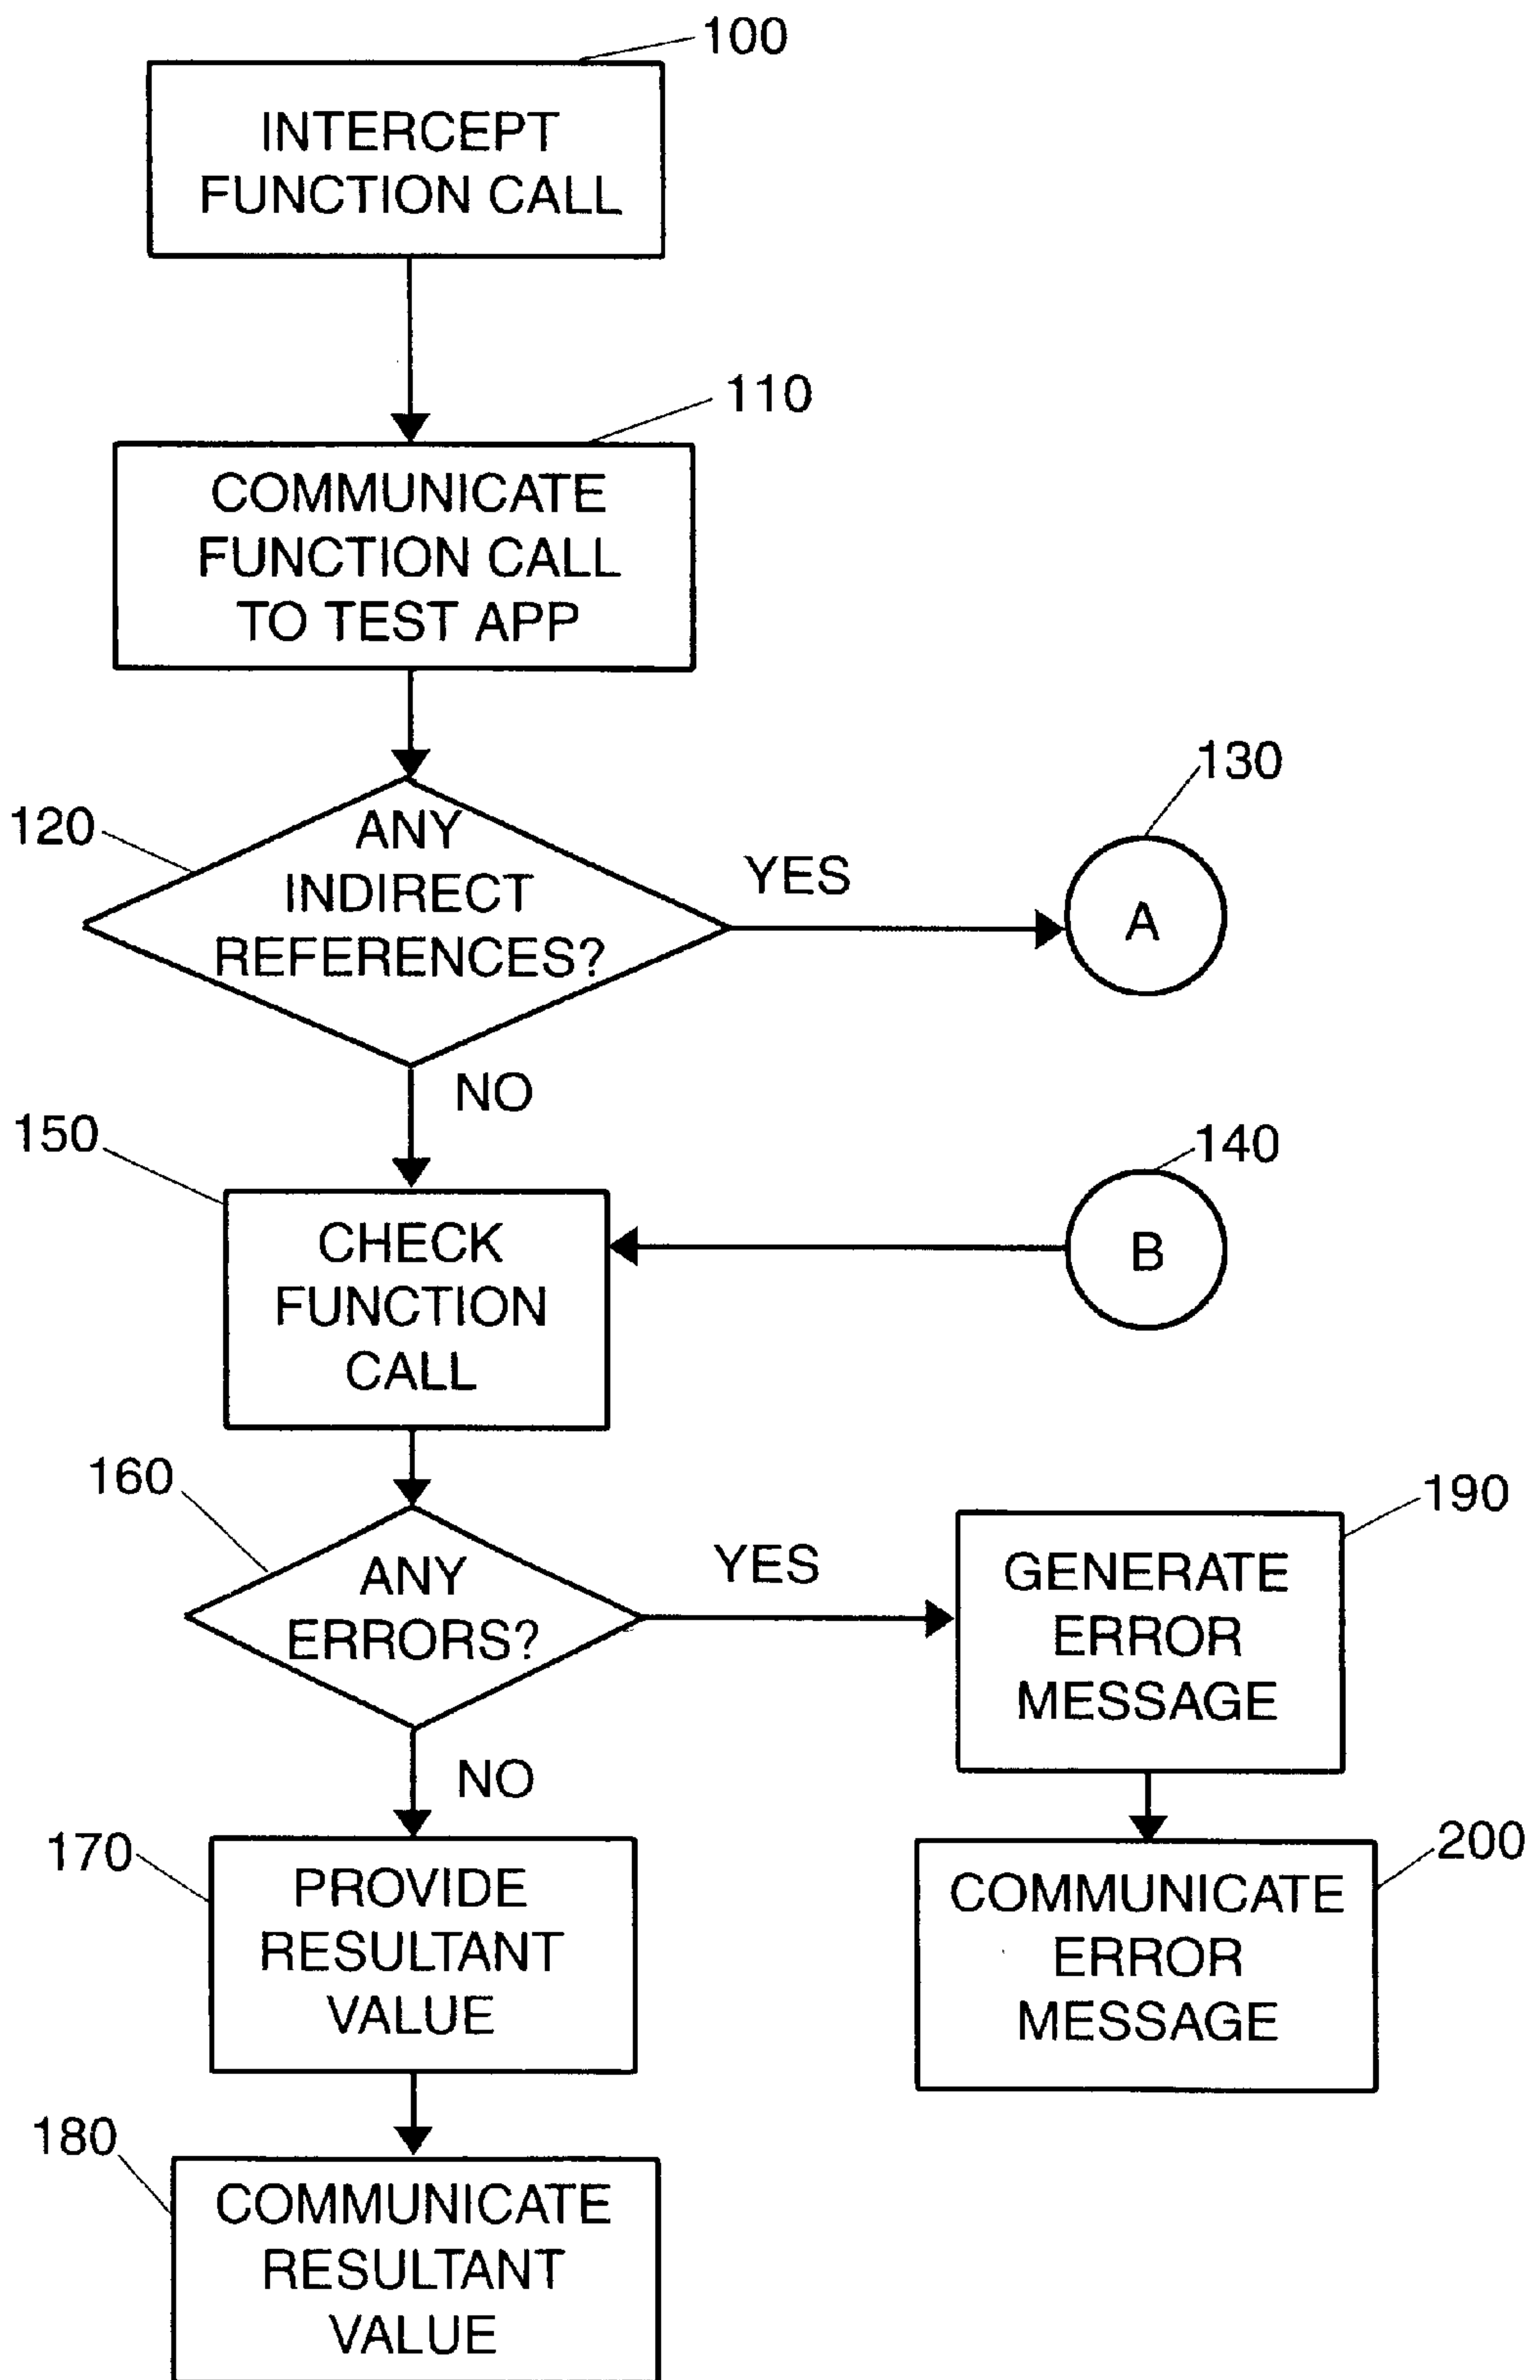 100
INTERCEPT
FUNCTION CALL
110
COMMUNICATE
FUNCTION CALL
TO TEST APP
130
120
ANY
INDIRECT
REFERENCES?
YES
A
NO
150
140
CHECK
FUNCTION
CALL
B
160
190
ANY
ERRORS?
YES
GENERATE
ERROR
MESSAGE
NO
170
200
PROVIDE
RESULTANT
VALUE
COMMUNICATE
ERROR
MESSAGE
180
COMMUNICATE
RESULTANT
VALUE